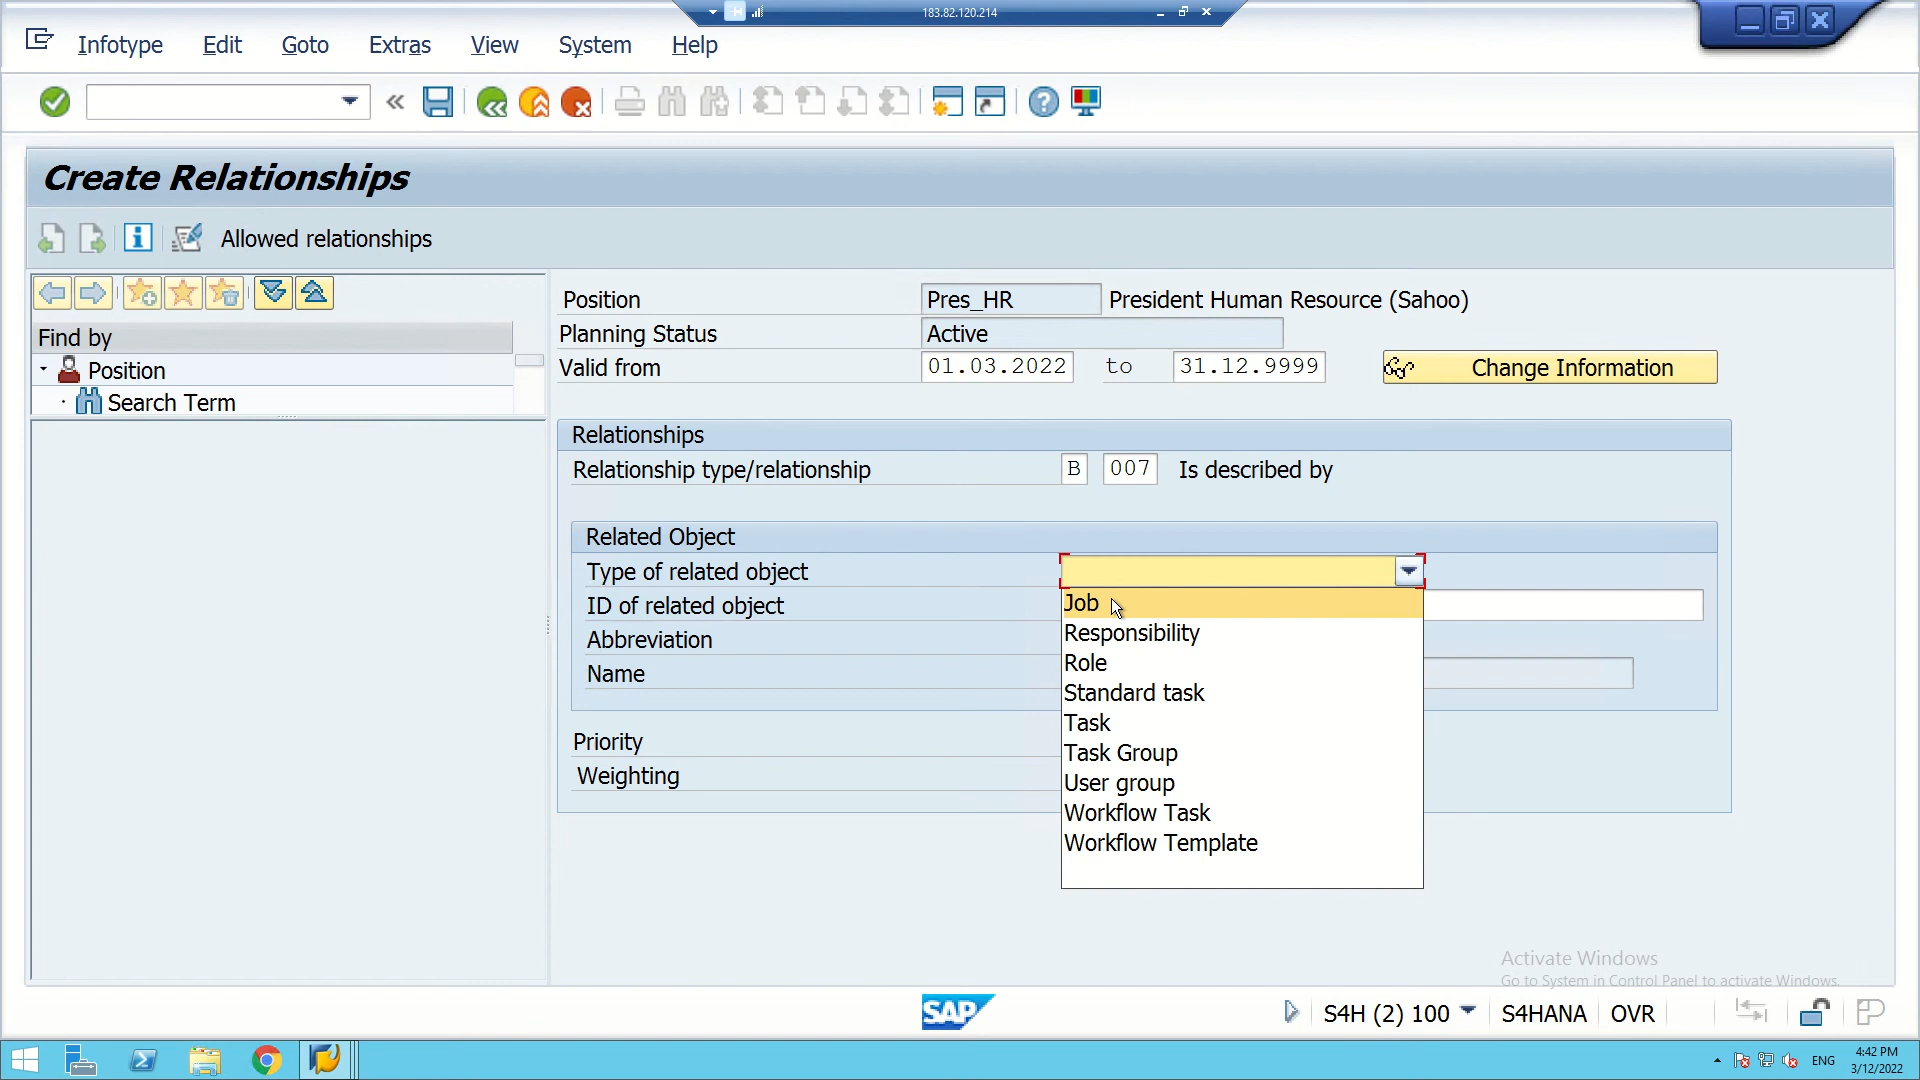 183.82.120.214
Infotype Edit Goto Extras View System Help
Create Relationships
Allowed relationships
Find by
Position
Search Term
Position Pres_HR President Human Resource (Sahoo)
Planning Status Active
Valid from 01.03.2022 to 31.12.9999 Change Information
Relationships
Relationship type/relationship B 007 Is described by
Related Object
Type of related object
ID of related object
Abbreviation
Name
Priority
Weighting
Job
Responsibility
Role
Standard task
Task
Task Group
User group
Workflow Task
Workflow Template
Activate Windows
Go to System in Control Panel to activate Windows.
SAP S4H (2) 100 S4HANA OVR
ENG 4:42 PM
3/12/2022